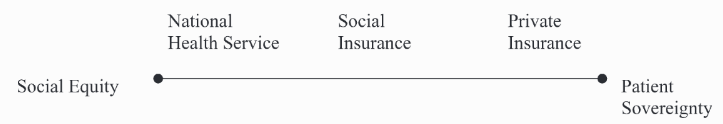 National
Health Service
Social
Insurance
Private
Insurance
Social Equity
Patient
Sovereignty